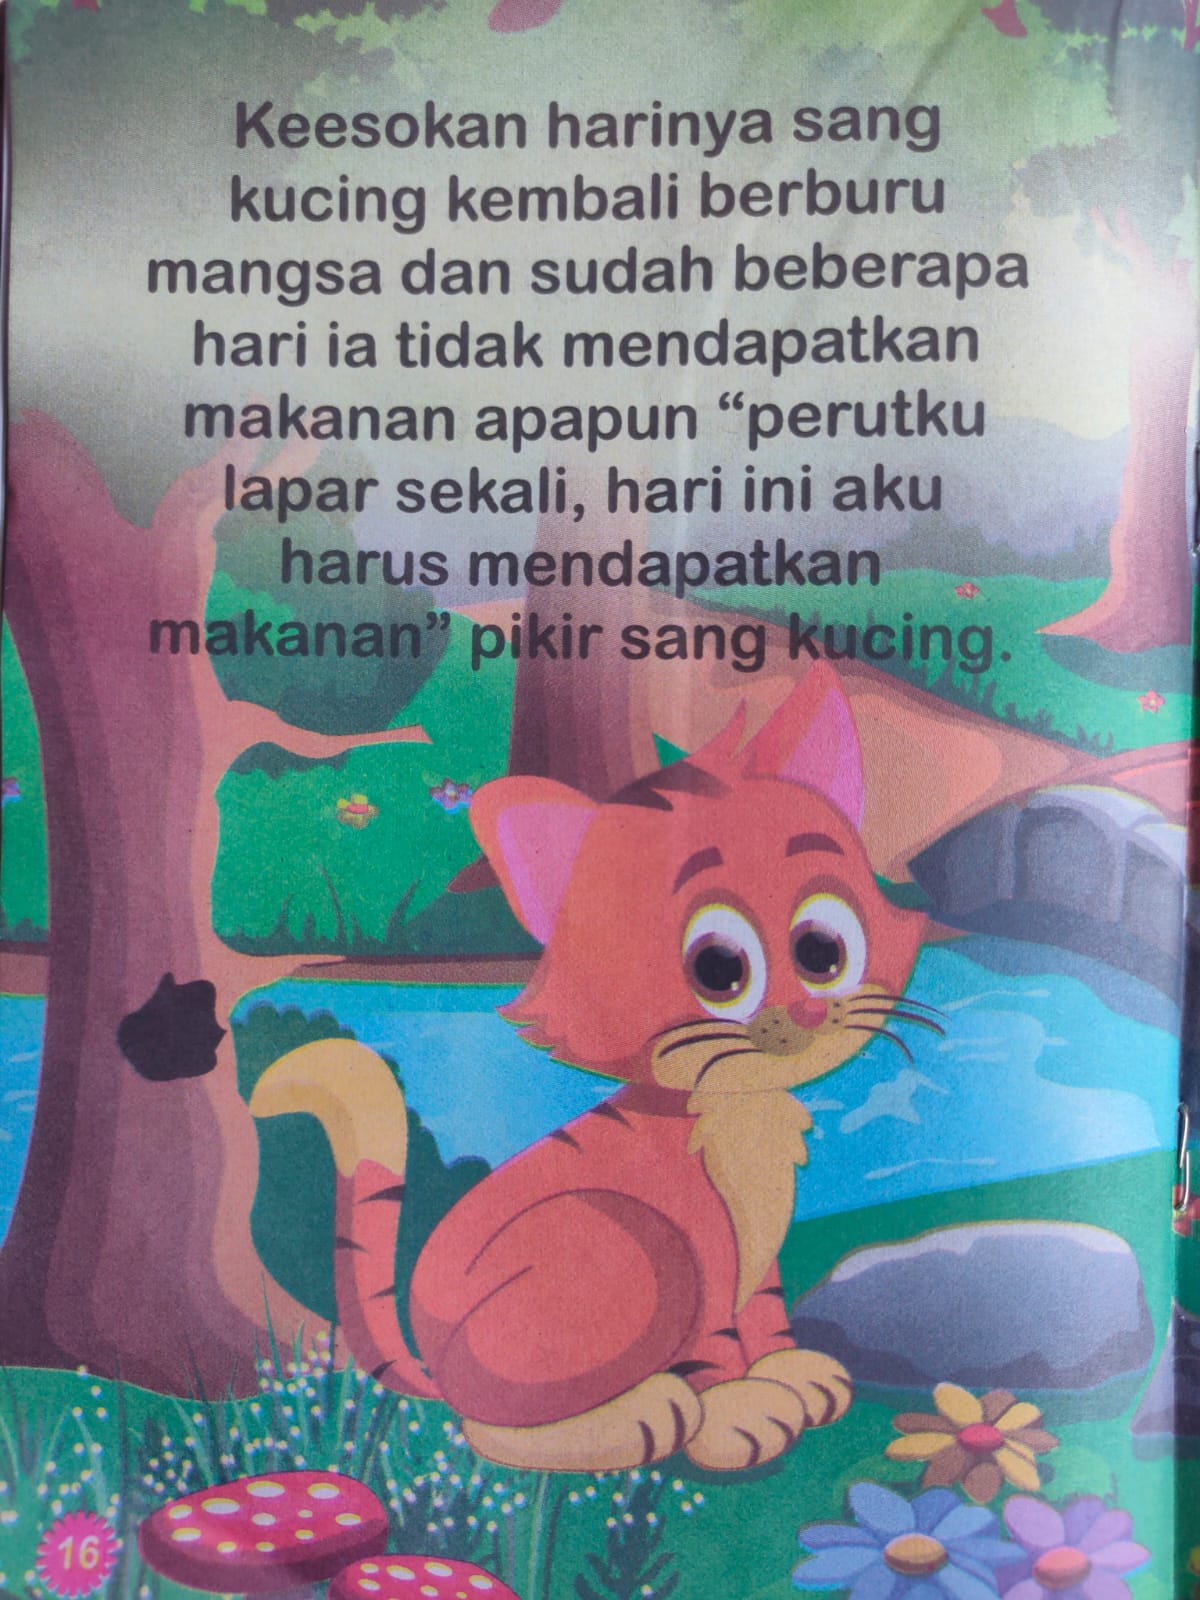 Keesokan harinya sang
kucing kembali berburu
mangsa dan sudah beberapa
hari ia tidak mendapatkan
makanan apapun “perutku
lapar sekali, hari ini aku
harus mendapatkan
makanan” pikir sang kucing.
16